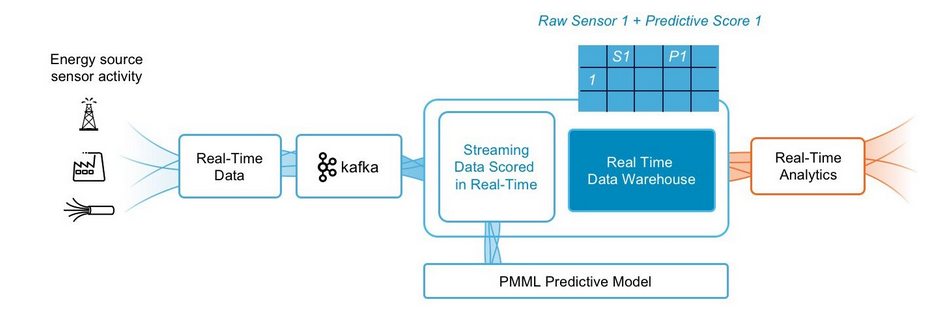 Raw Sensor 1 + Predictive Score 1
S1 P1
1
Energy source
sensor activity
Real-Time
Data
kafka
Streaming
Data Scored
in Real-Time
Real Time
Data Warehouse
Real-Time
Analytics
PMML Predictive Model